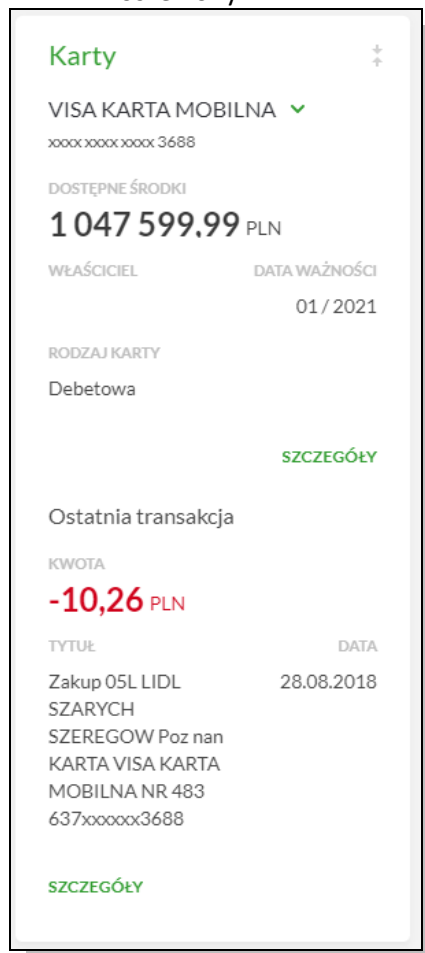 Karty
VISA KARTA MOBILNA
xxxx xxxx xxxx 3688
DOSTĘPNE ŚRODKI
1 047 599,99 PLN
WŁAŚCICIEL DATA WAŻNOŚCI
01 / 2021
RODZAJ KARTY
Debetowa
SZCZEGÓŁY
Ostatnia transakcja
KWOTA
-10,26 PLN
TYTUŁ DATA
Zakup 05L LIDL 28.08.2018
SZARYCH
SZEREGOW Poz nan
KARTA VISA KARTA
MOBILNA NR 483
637xxxxxx3688
SZCZEGÓŁY